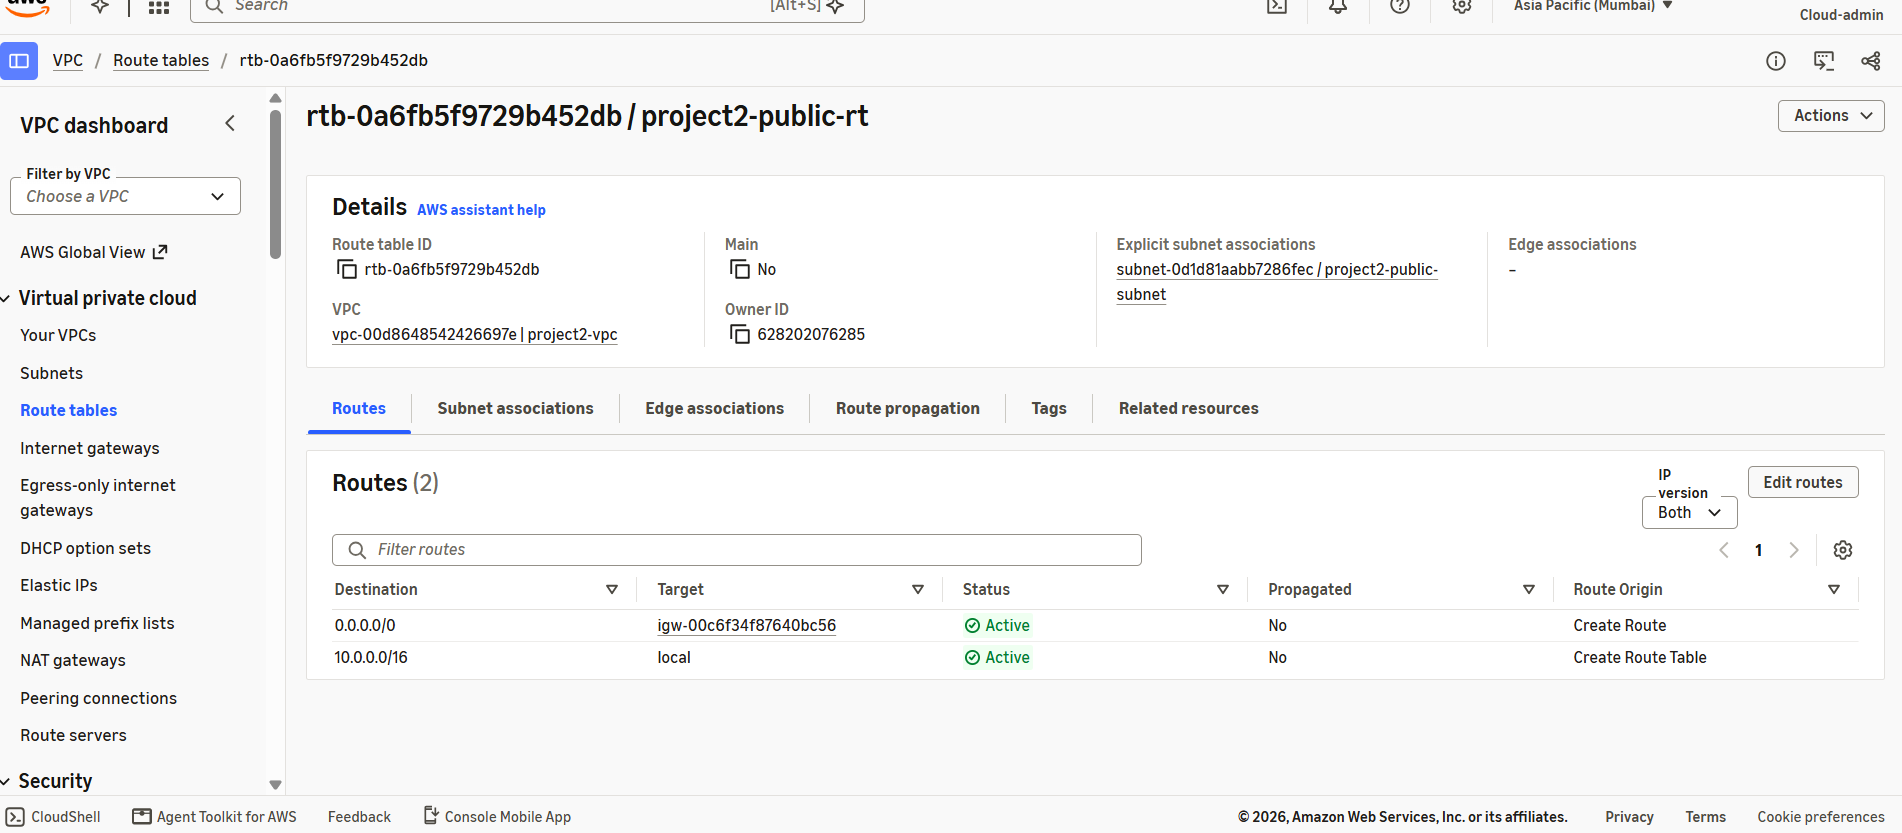 aws
Search
[Alt+S]
Asia Pacific (Mumbai)
Cloud-admin
VPC / Route tables / rtb-0a6fb5f9729b452db
VPC dashboard
Filter by VPC
Choose a VPC
AWS Global View
Virtual private cloud
Your VPCs
Subnets
Route tables
Internet gateways
Egress-only internet
gateways
DHCP option sets
Elastic IPs
Managed prefix lists
NAT gateways
Peering connections
Route servers
Security
rtb-0a6fb5f9729b452db / project2-public-rt
Actions
Details AWS assistant help
Route table ID
rtb-0a6fb5f9729b452db
Main
No
Explicit subnet associations
subnet-0d1d81aabb7286fec / project2-public-
subnet
Edge associations
–
VPC
vpc-00d8648542426697e | project2-vpc
Owner ID
628202076285
Routes Subnet associations Edge associations Route propagation Tags Related resources
Routes (2)
IP
version
Both
Edit routes
Filter routes
1
Destination Target Status Propagated Route Origin
0.0.0.0/0 igw-00c6f34f87640bc56 Active No Create Route
10.0.0.0/16 local Active No Create Route Table
CloudShell Agent Toolkit for AWS Feedback Console Mobile App © 2026, Amazon Web Services, Inc. or its affiliates. Privacy Terms Cookie preferences